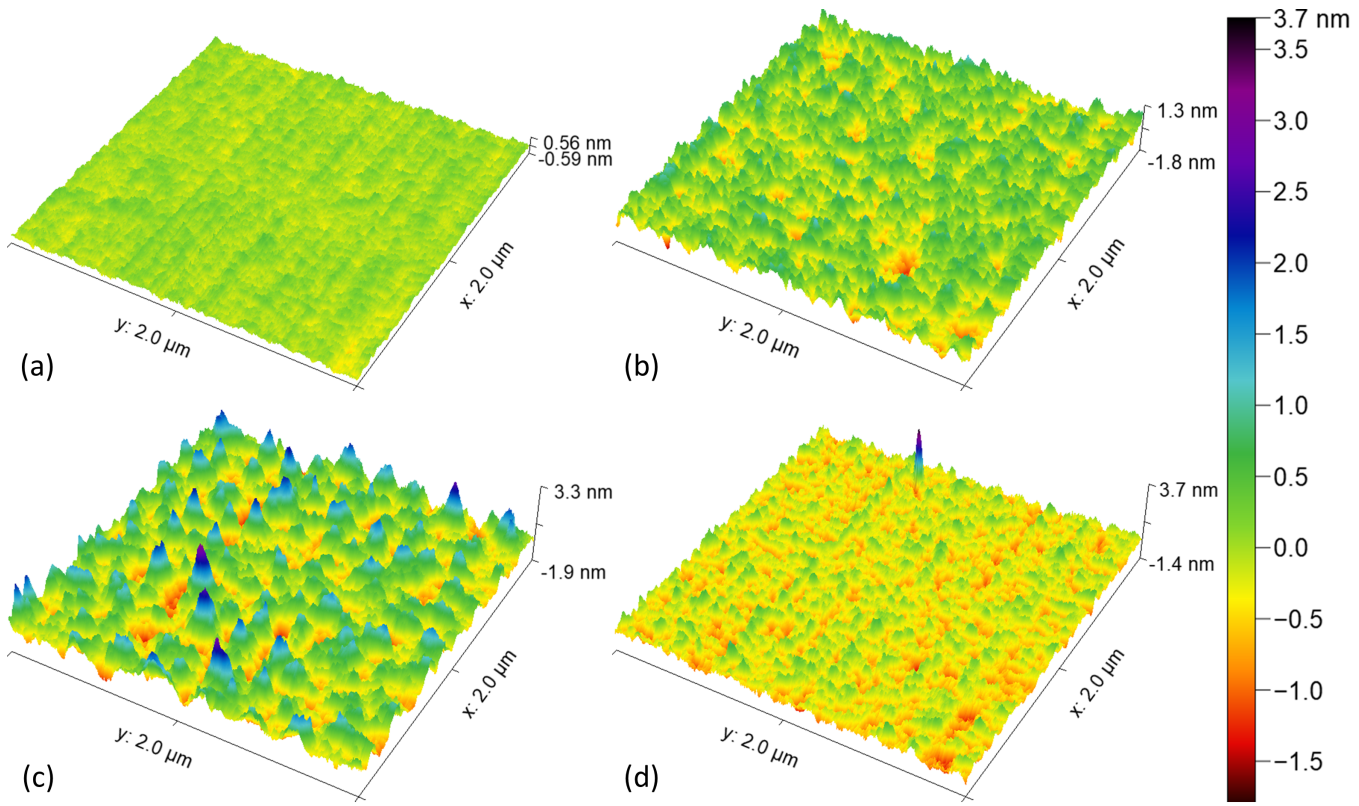 0.56 nm
-0.59 nm
x: 2.0 µm
y: 2.0 µm
(a)
1.3 nm
-1.8 nm
x: 2.0 µm
y: 2.0 µm
(b)
3.3 nm
-1.9 nm
x: 2.0 µm
y: 2.0 µm
(c)
3.7 nm
-1.4 nm
x: 2.0 µm
y: 2.0 µm
(d)
3.7 nm
3.5
3.0
2.5
2.0
1.5
1.0
0.5
0.0
−0.5
−1.0
−1.5